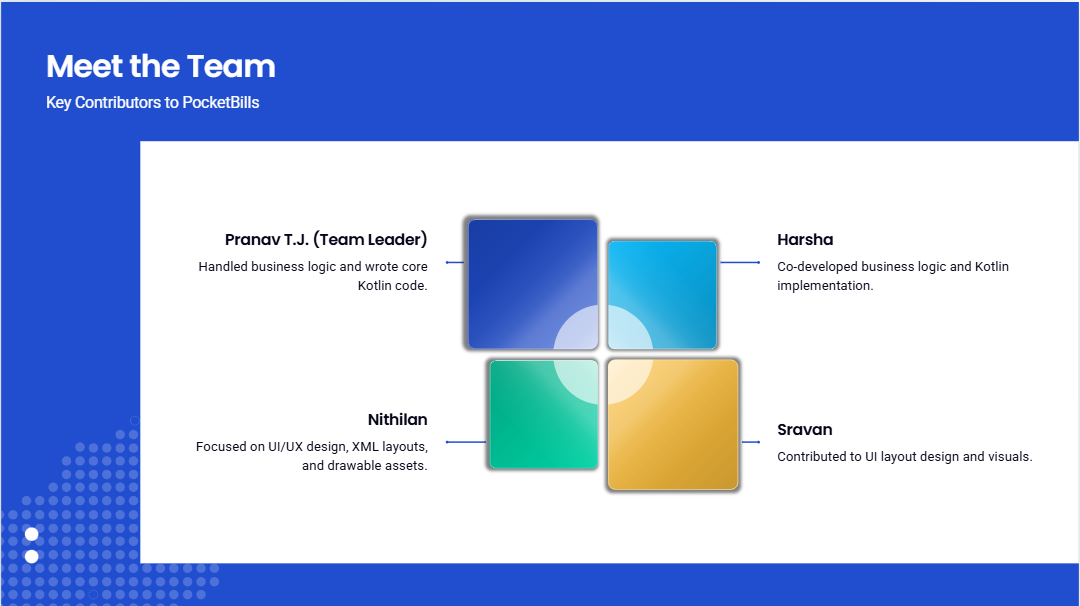 Meet the Team
Key Contributors to PocketBills
Pranav T.J. (Team Leader)
Handled business logic and wrote core
Kotlin code.
Harsha
Co-developed business logic and Kotlin
implementation.
Nithilan
Focused on UI/UX design, XML layouts,
and drawable assets.
Sravan
Contributed to UI layout design and visuals.